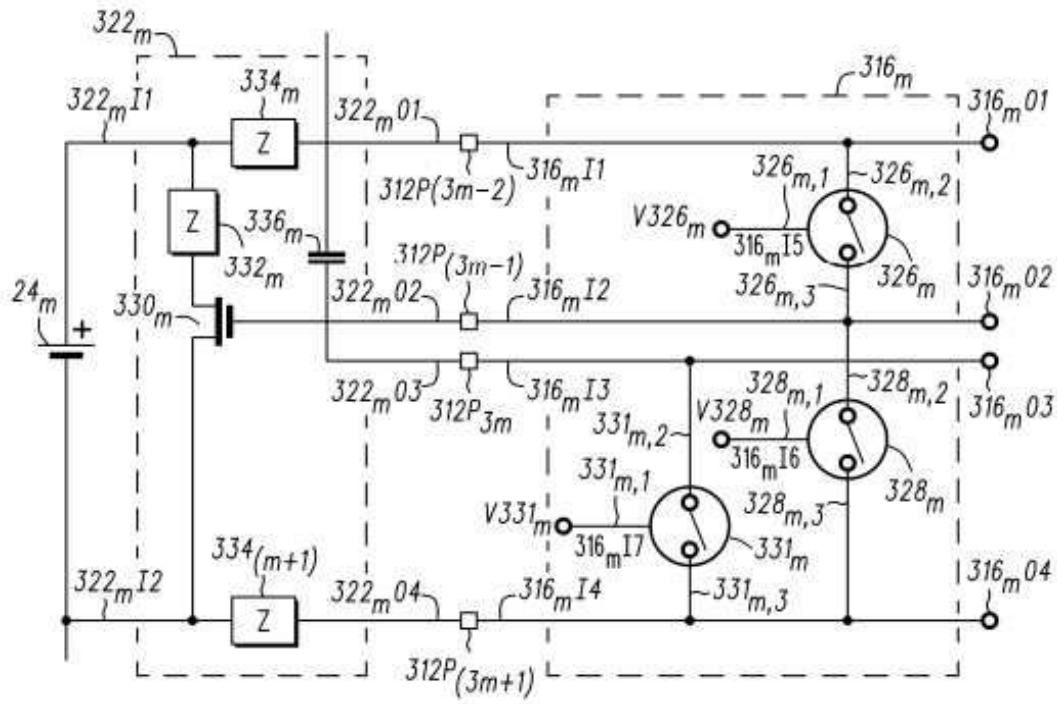 322m
334m
316m
322mI1
322m01
316m01
Z
312P(3m-2)
316mI1
326m,1
326m,2
V326m
316mI5
336m
Z
332m
312P(3m-1)
326m
316m02
24m
+
330m
322m02
316mI2
326m,3
322m03
312P3m
316mI3
328m,1
328m,2
V328m
316m03
331m,2
316mI6
331m,1
328m,3
328m
V331m
316mI7
331m
334(m+1)
322mI2
322m04
316mI4
331m,3
316m04
Z
312P(3m+1)